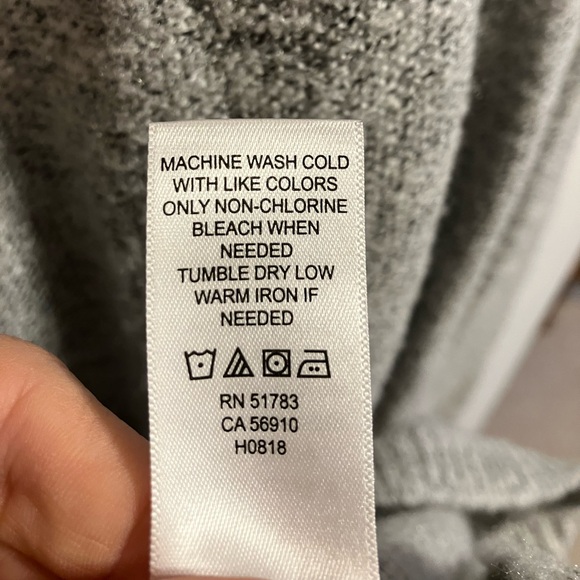 MACHINE WASH COLD
WITH LIKE COLORS
ONLY NON-CHLORINE
BLEACH WHEN
NEEDED
TUMBLE DRY LOW
WARM IRON IF
NEEDED
RN 51783
CA 56910
H0818